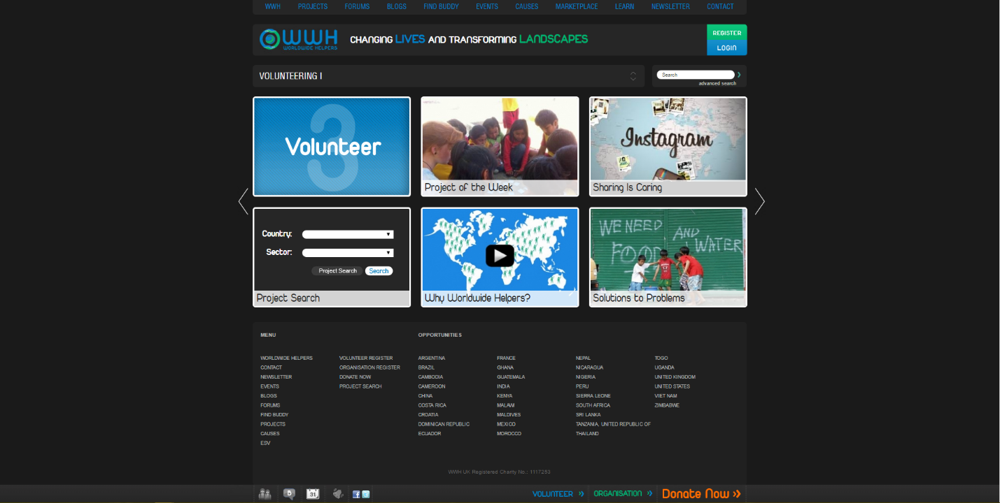 WWH PROJECTS FORUMS BLOGS FIND BUDDY EVENTS CAUSES MARKETPLACE LEARN NEWSLETTER CONTACT
WWH
WORLDWIDE HELPERS
CHANGING LIVES AND TRANSFORMING LANDSCAPES
REGISTER
LOGIN
VOLUNTEERING I
Search
advanced search
3
Volunteer
Project of the Week
Instagram
Sharing Is Caring
Country:
Sector:
Project Search Search
Project Search
Why Worldwide Helpers?
WE NEED AND
FOOD WATER
Solutions to Problems
MENU
WORLDWIDE HELPERS
CONTACT
NEWSLETTER
EVENTS
BLOGS
FORUMS
FIND BUDDY
PROJECTS
CAUSES
ESV
VOLUNTEER REGISTER
ORGANISATION REGISTER
DONATE NOW
PROJECT SEARCH
OPPORTUNITIES
ARGENTINA
BRAZIL
CAMBODIA
CAMEROON
CHINA
COSTA RICA
CROATIA
DOMINICAN REPUBLIC
ECUADOR
FRANCE
GHANA
GUATEMALA
INDIA
KENYA
MALAWI
MALDIVES
MEXICO
MOROCCO
NEPAL
NICARAGUA
NIGERIA
PERU
SIERRA LEONE
SOUTH AFRICA
SRI LANKA
TANZANIA, UNITED REPUBLIC OF
THAILAND
TOGO
UGANDA
UNITED KINGDOM
UNITED STATES
VIET NAM
ZIMBABWE
WWH UK Registered Charity No.: 1117253
B
31
f
t
VOLUNTEER »
ORGANISATION »
Donate Now »